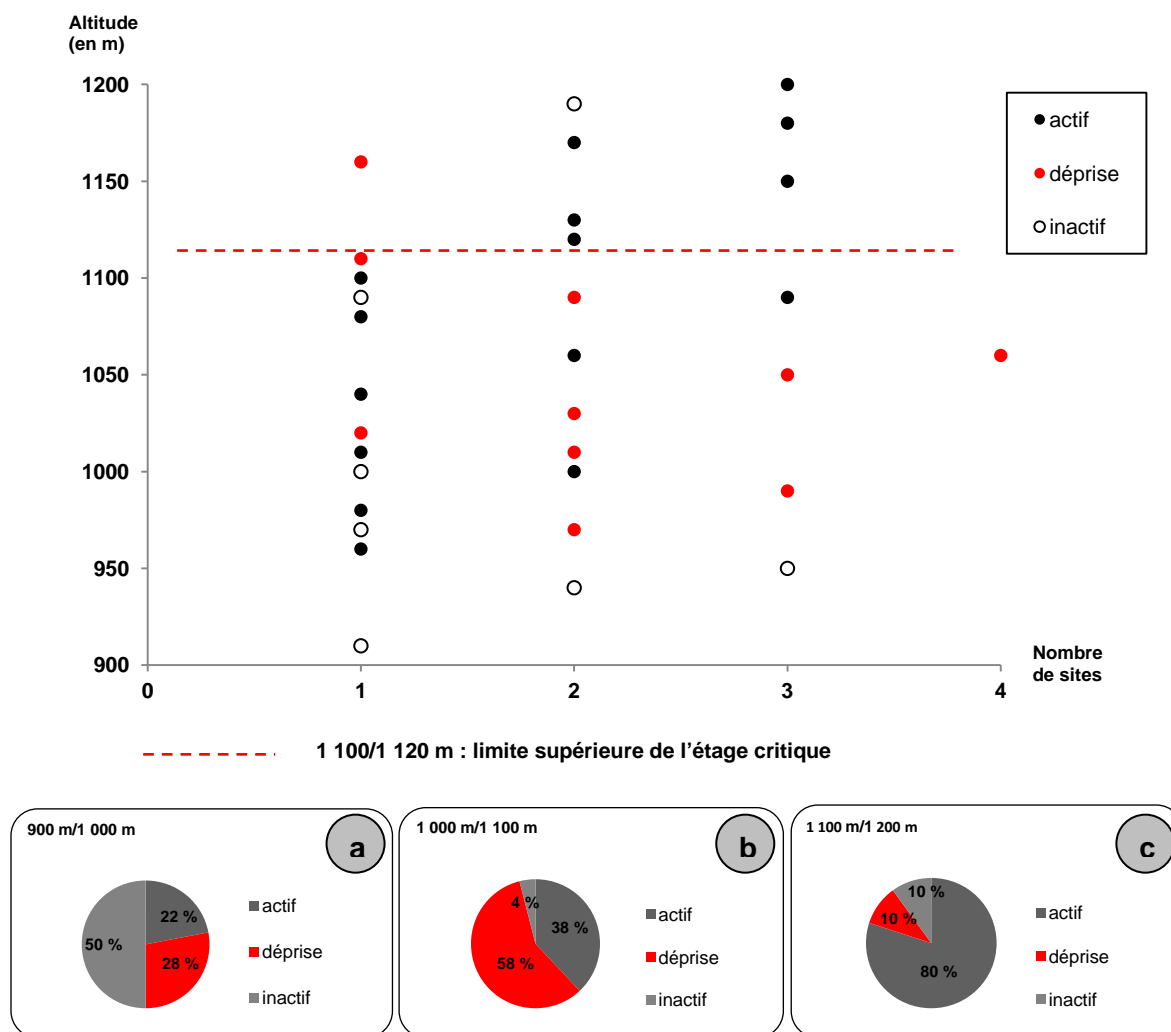 Altitude
(en m)
1200
1150
1100
1050
1000
950
900
0
1
2
3
4
Nombre
de sites
actif
déprise
inactif
1 100/1 120 m : limite supérieure de l'étage critique
900 m/1 000 m
a
22 %
28 %
50 %
actif
déprise
inactif
1 000 m/1 100 m
b
4 %
38 %
58 %
actif
déprise
inactif
1 100 m/1 200 m
c
10 %
10 %
80 %
actif
déprise
inactif